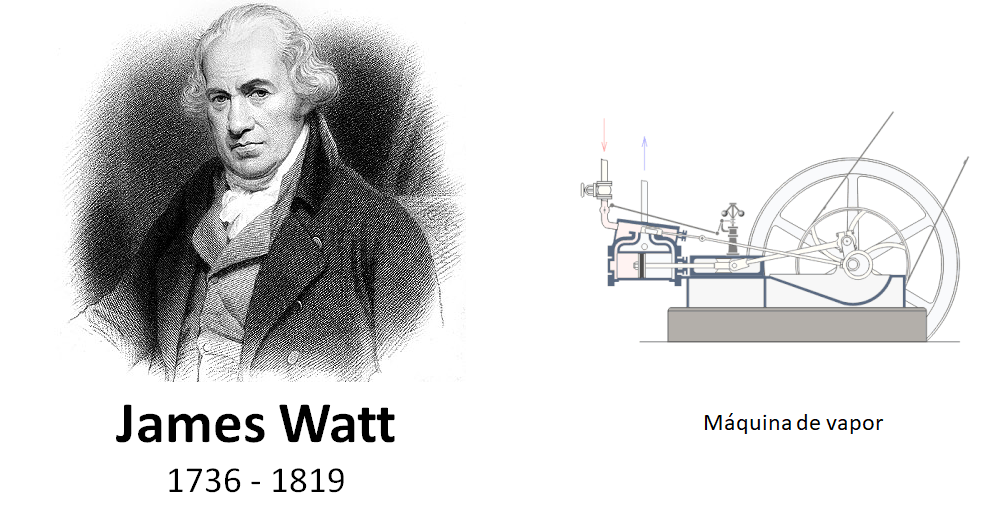 James Watt
1736 - 1819
Máquina de vapor